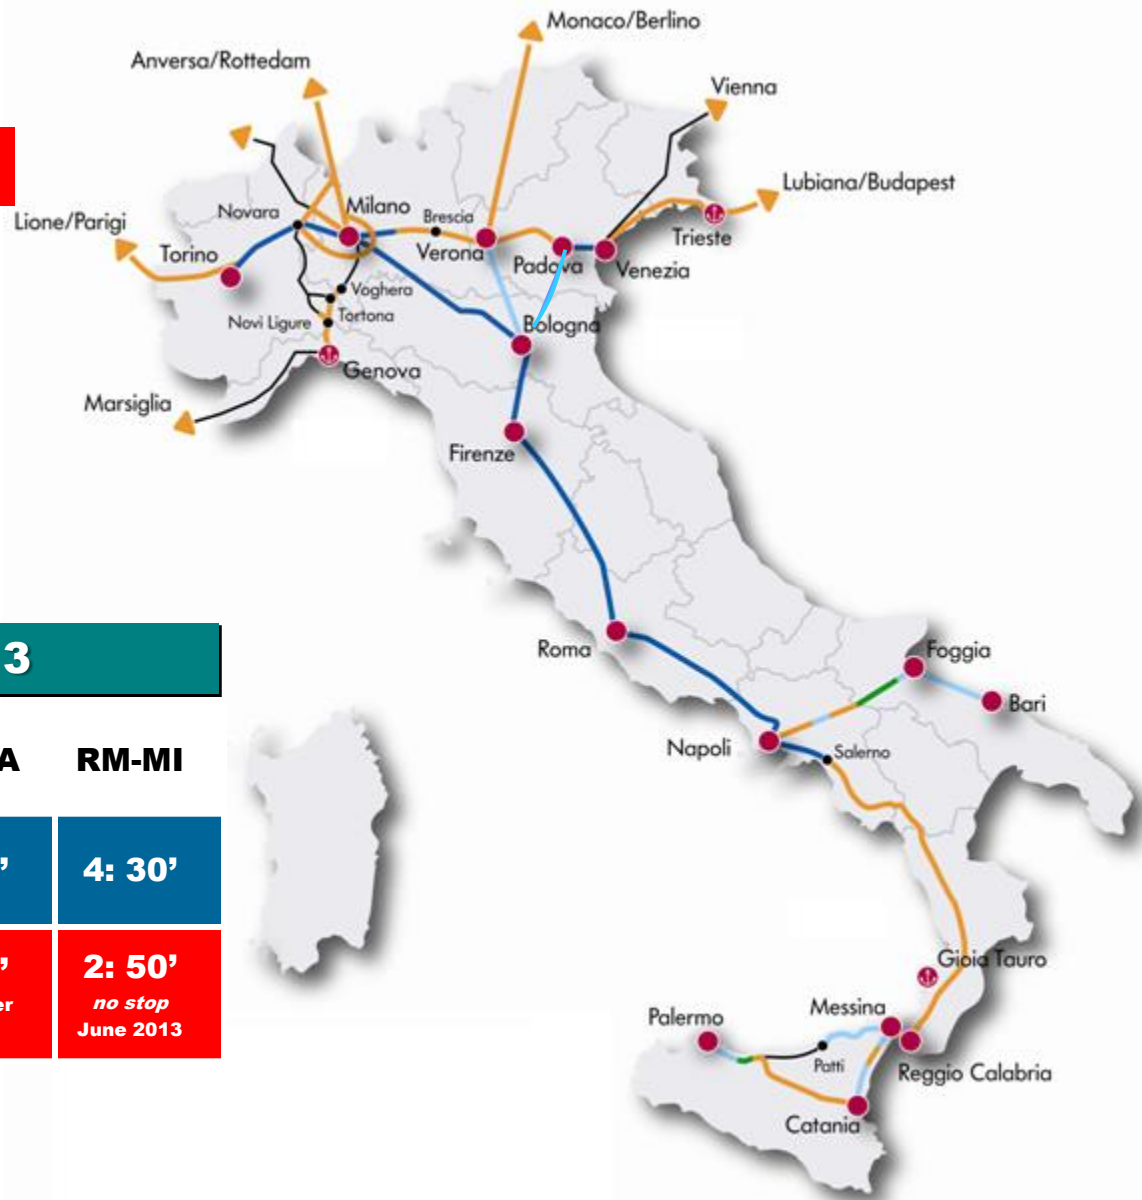 Monaco/Berlino
Anversa/Rottedam
Vienna
Lubiana/Budapest
Novara
Milano
Brescia
Lione/Parigi
Torino
Verona
Padova
Venezia
Trieste
Voghera
Novi Ligure
Tortona
Bologna
Genova
Marsiglia
Firenze
Roma
Foggia
Bari
Napoli
Salerno
Gioia Tauro
Messina
Palermo
Patti
Reggio Calabria
Catania
3
A RM-MI
’ 4: 30’
’ 2: 50’
er no stop
June 2013